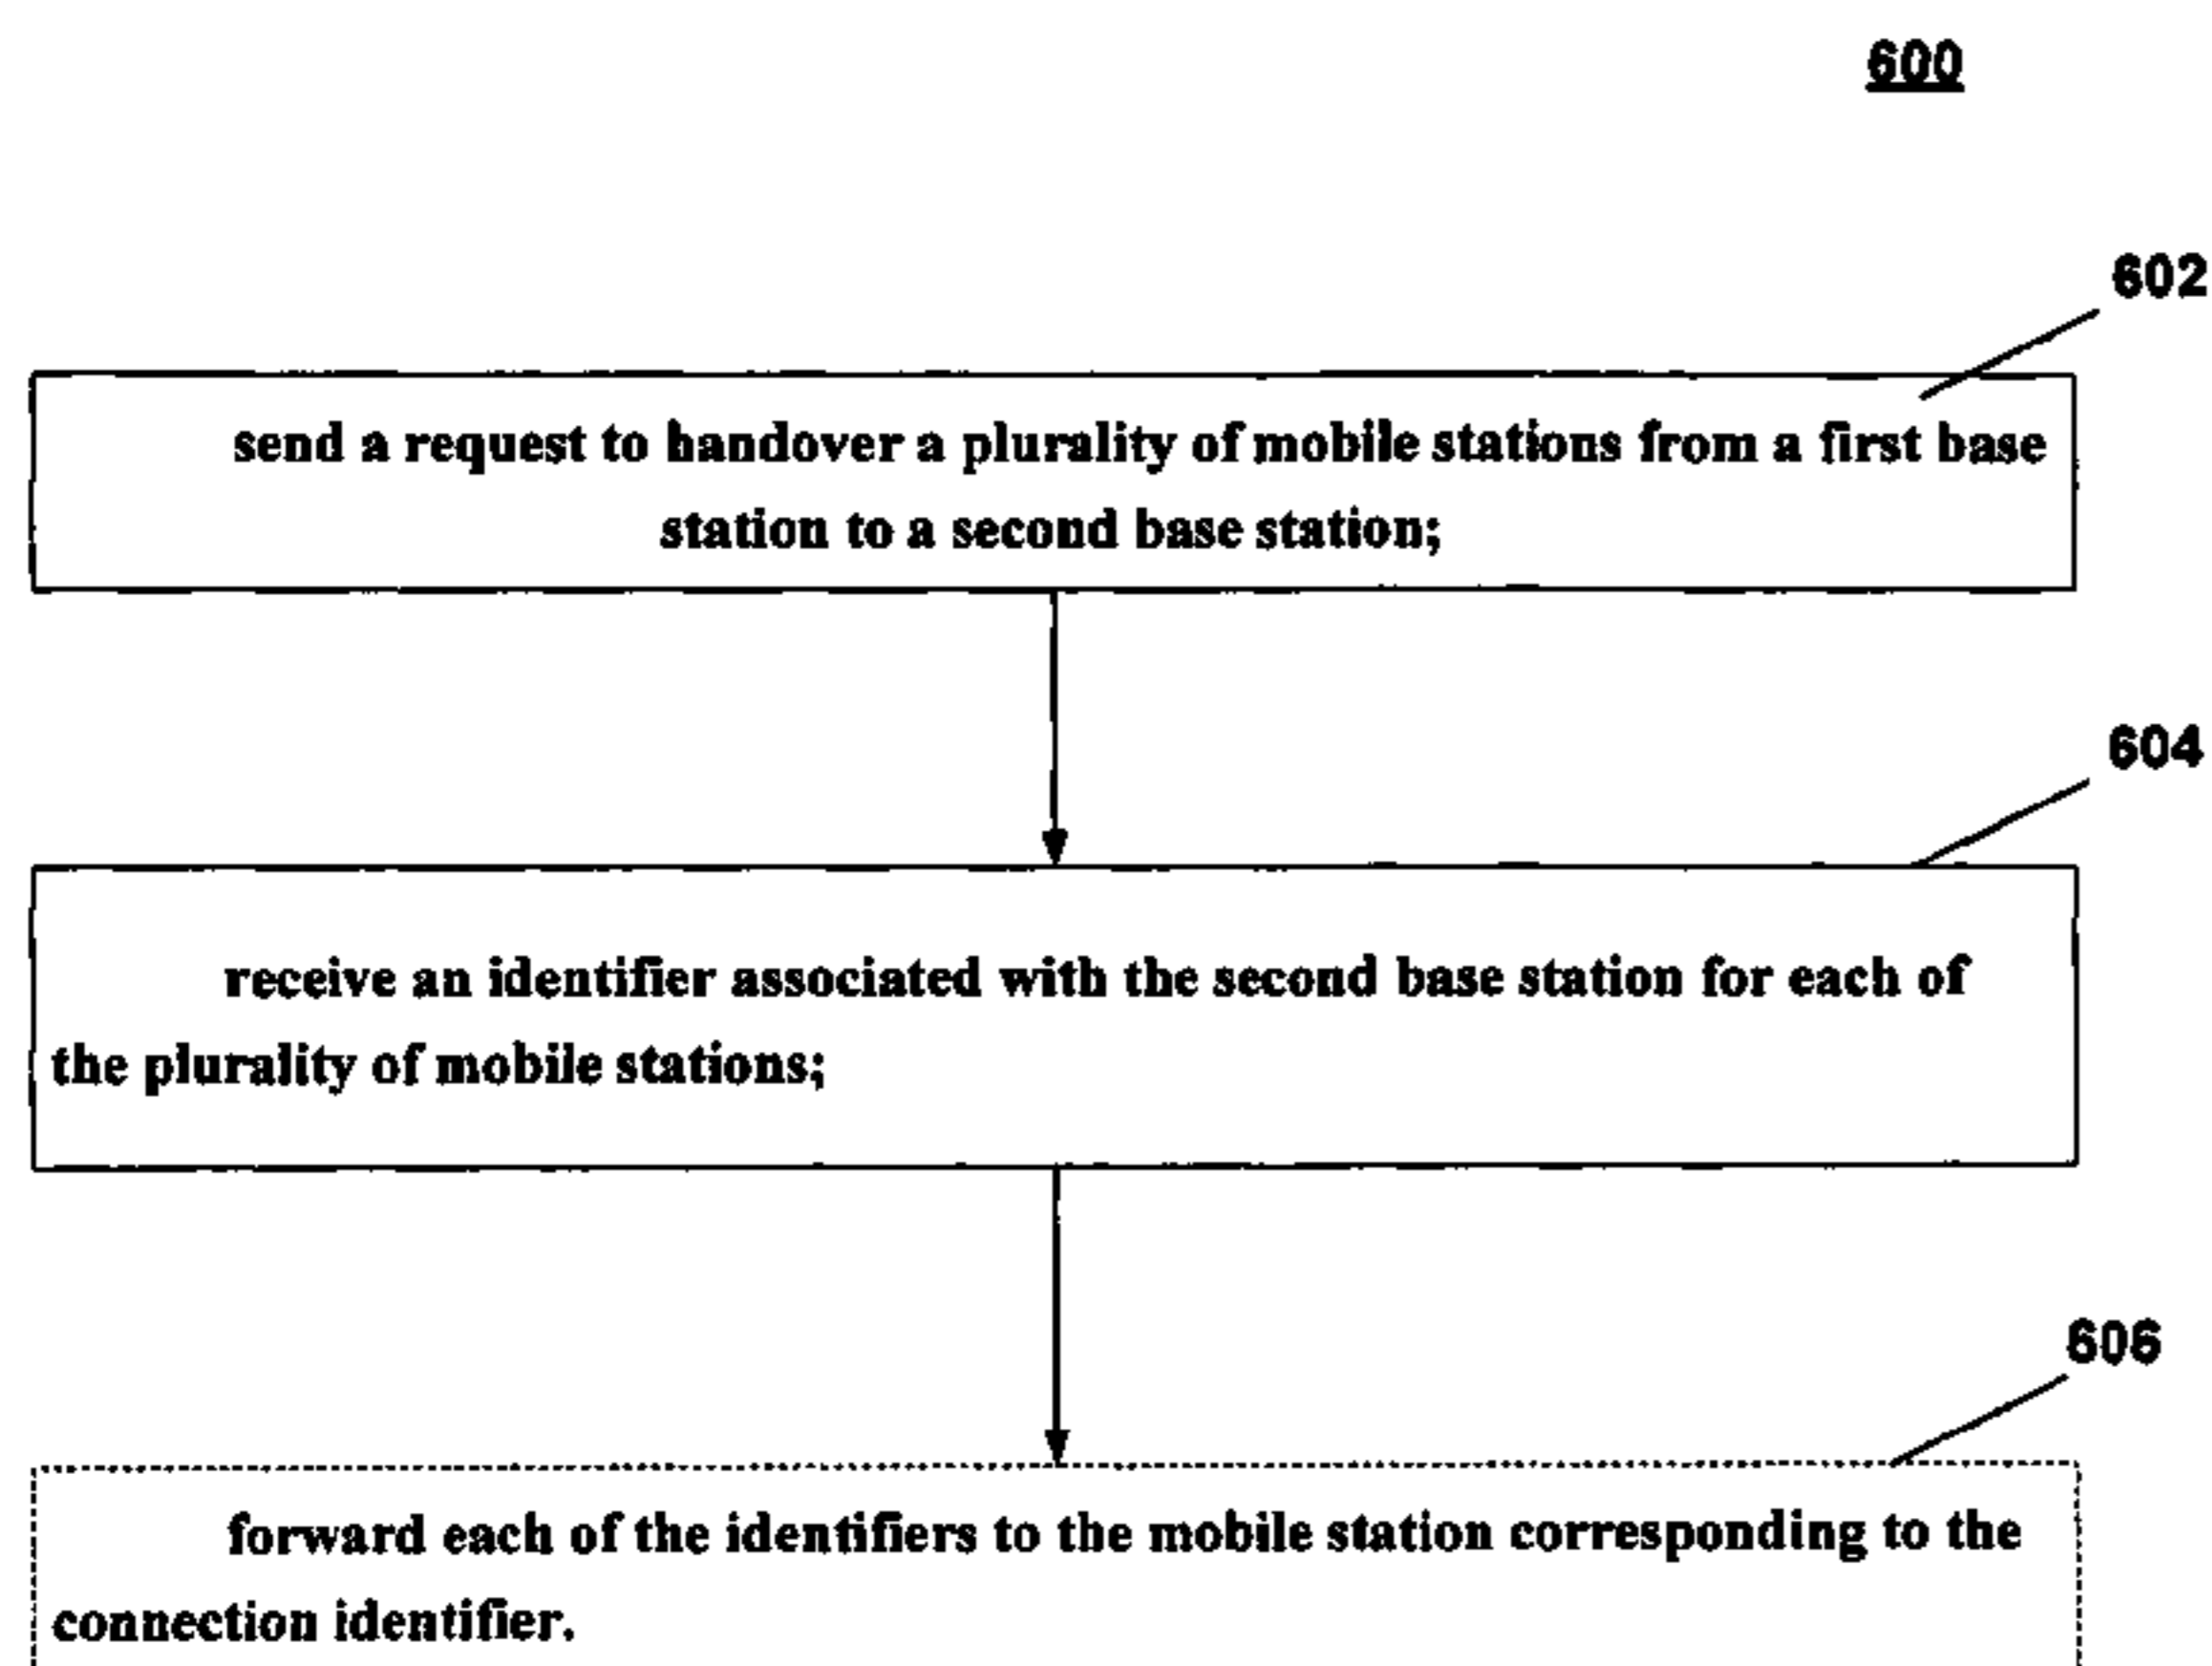 600
602
send a request to handover a plurality of mobile stations from a first base
station to a second base station;
604
receive an identifier associated with the second base station for each of
the plurality of mobile stations;
606
forward each of the identifiers to the mobile station corresponding to the
connection identifier.